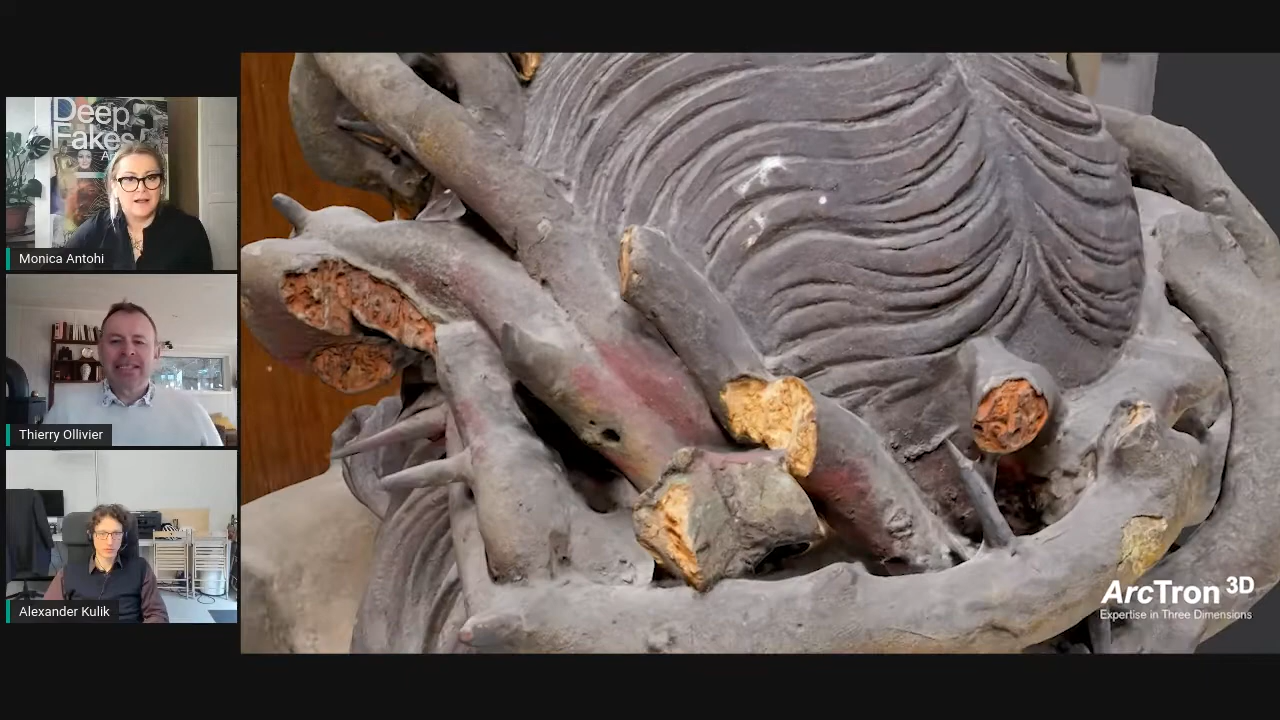 Deep
Fakes
Monica Antohi
Thierry Ollivier
Alexander Kulik
ArcTron 3D
Expertise in Three Dimensions